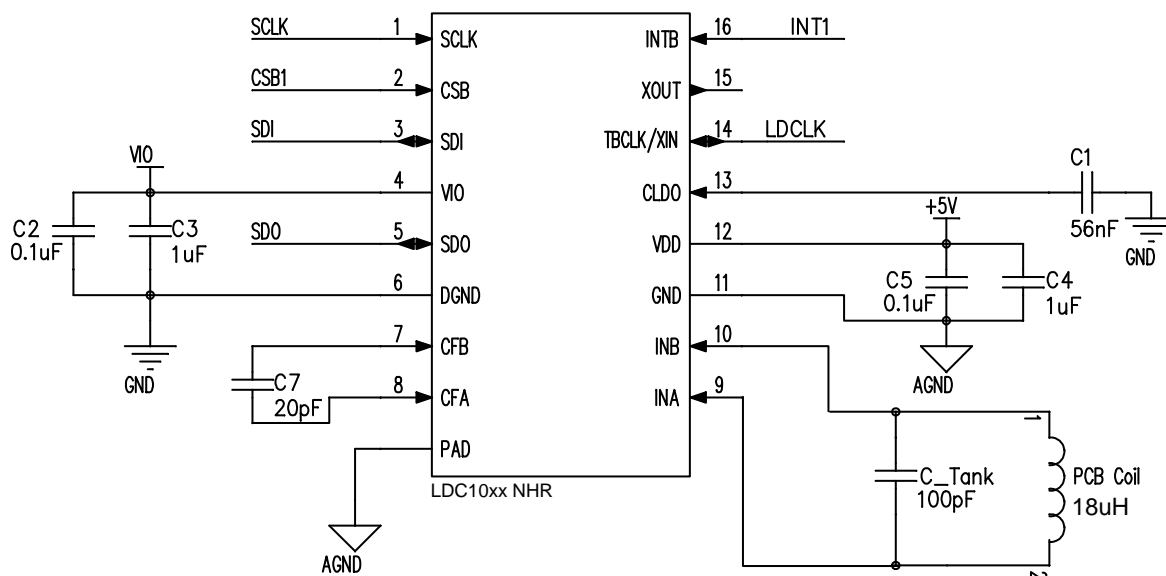 SCLK 1 SCLK INTB 16 INT1
CSB1 2 CSB XOUT 15
SDI 3 SDI TBCLK/XIN 14 LDCLK
VIO 4 VIO CLDO 13 C1 56nF GND
C2 0.1uF C3 1uF
SDO 5 SDO VDD 12 +5V
6 DGND GND 11 C5 0.1uF C4 1uF
GND AGND
7 CFB INB 10
C7 20pF
8 CFA INA 9
PAD
LDC10xx NHR
AGND
1
C_Tank 100pF
PCB Coil 18uH
2